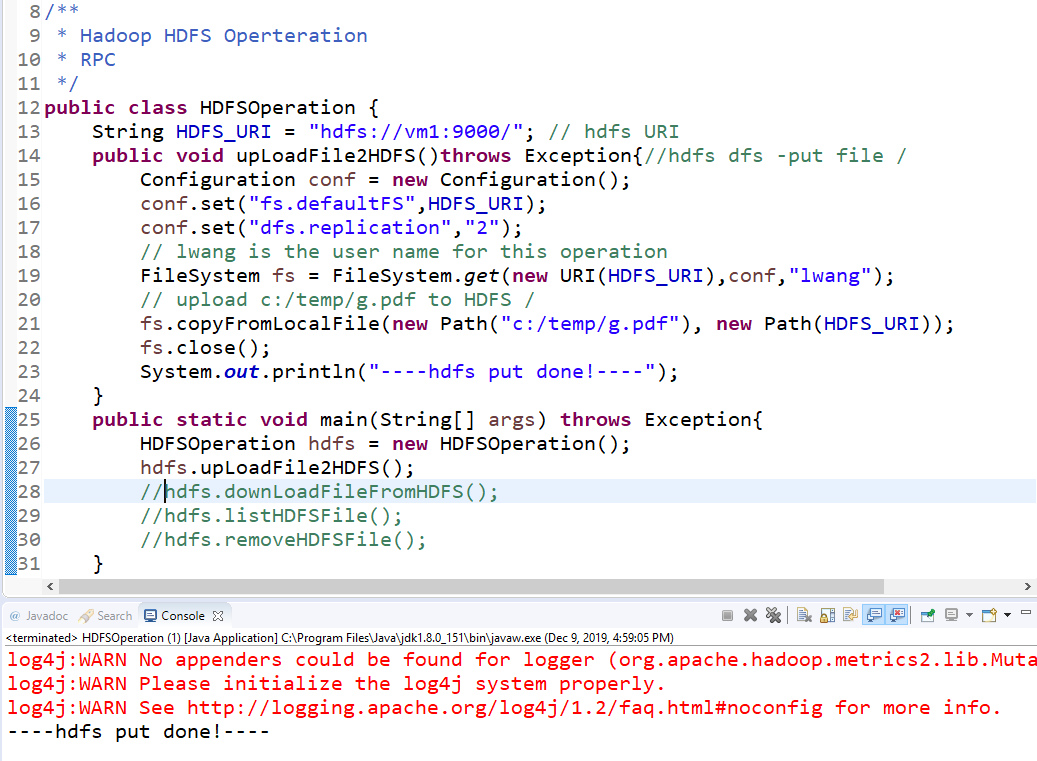 8 /**
9  * Hadoop HDFS Operteration
10  * RPC
11  */
12 public class HDFSOperation {
13     String HDFS_URI = "hdfs://vm1:9000/"; // hdfs URI
14     public void upLoadFile2HDFS()throws Exception{//hdfs dfs -put file /
15         Configuration conf = new Configuration();
16         conf.set("fs.defaultFS",HDFS_URI);
17         conf.set("dfs.replication","2");
18         // lwang is the user name for this operation
19         FileSystem fs = FileSystem.get(new URI(HDFS_URI),conf,"lwang");
20         // upload c:/temp/g.pdf to HDFS /
21         fs.copyFromLocalFile(new Path("c:/temp/g.pdf"), new Path(HDFS_URI));
22         fs.close();
23         System.out.println("----hdfs put done!----");
24     }
25     public static void main(String[] args) throws Exception{
26         HDFSOperation hdfs = new HDFSOperation();
27         hdfs.upLoadFile2HDFS();
28         //hdfs.downLoadFileFromHDFS();
29         //hdfs.listHDFSFile();
30         //hdfs.removeHDFSFile();
31     }
@ Javadoc Search Console
<terminated> HDFSOperation (1) [Java Application] C:\Program Files\Java\jdk1.8.0_151\bin\javaw.exe (Dec 9, 2019, 4:59:05 PM)
log4j:WARN No appenders could be found for logger (org.apache.hadoop.metrics2.lib.Muta
log4j:WARN Please initialize the log4j system properly.
log4j:WARN See http://logging.apache.org/log4j/1.2/faq.html#noconfig for more info.
----hdfs put done!----